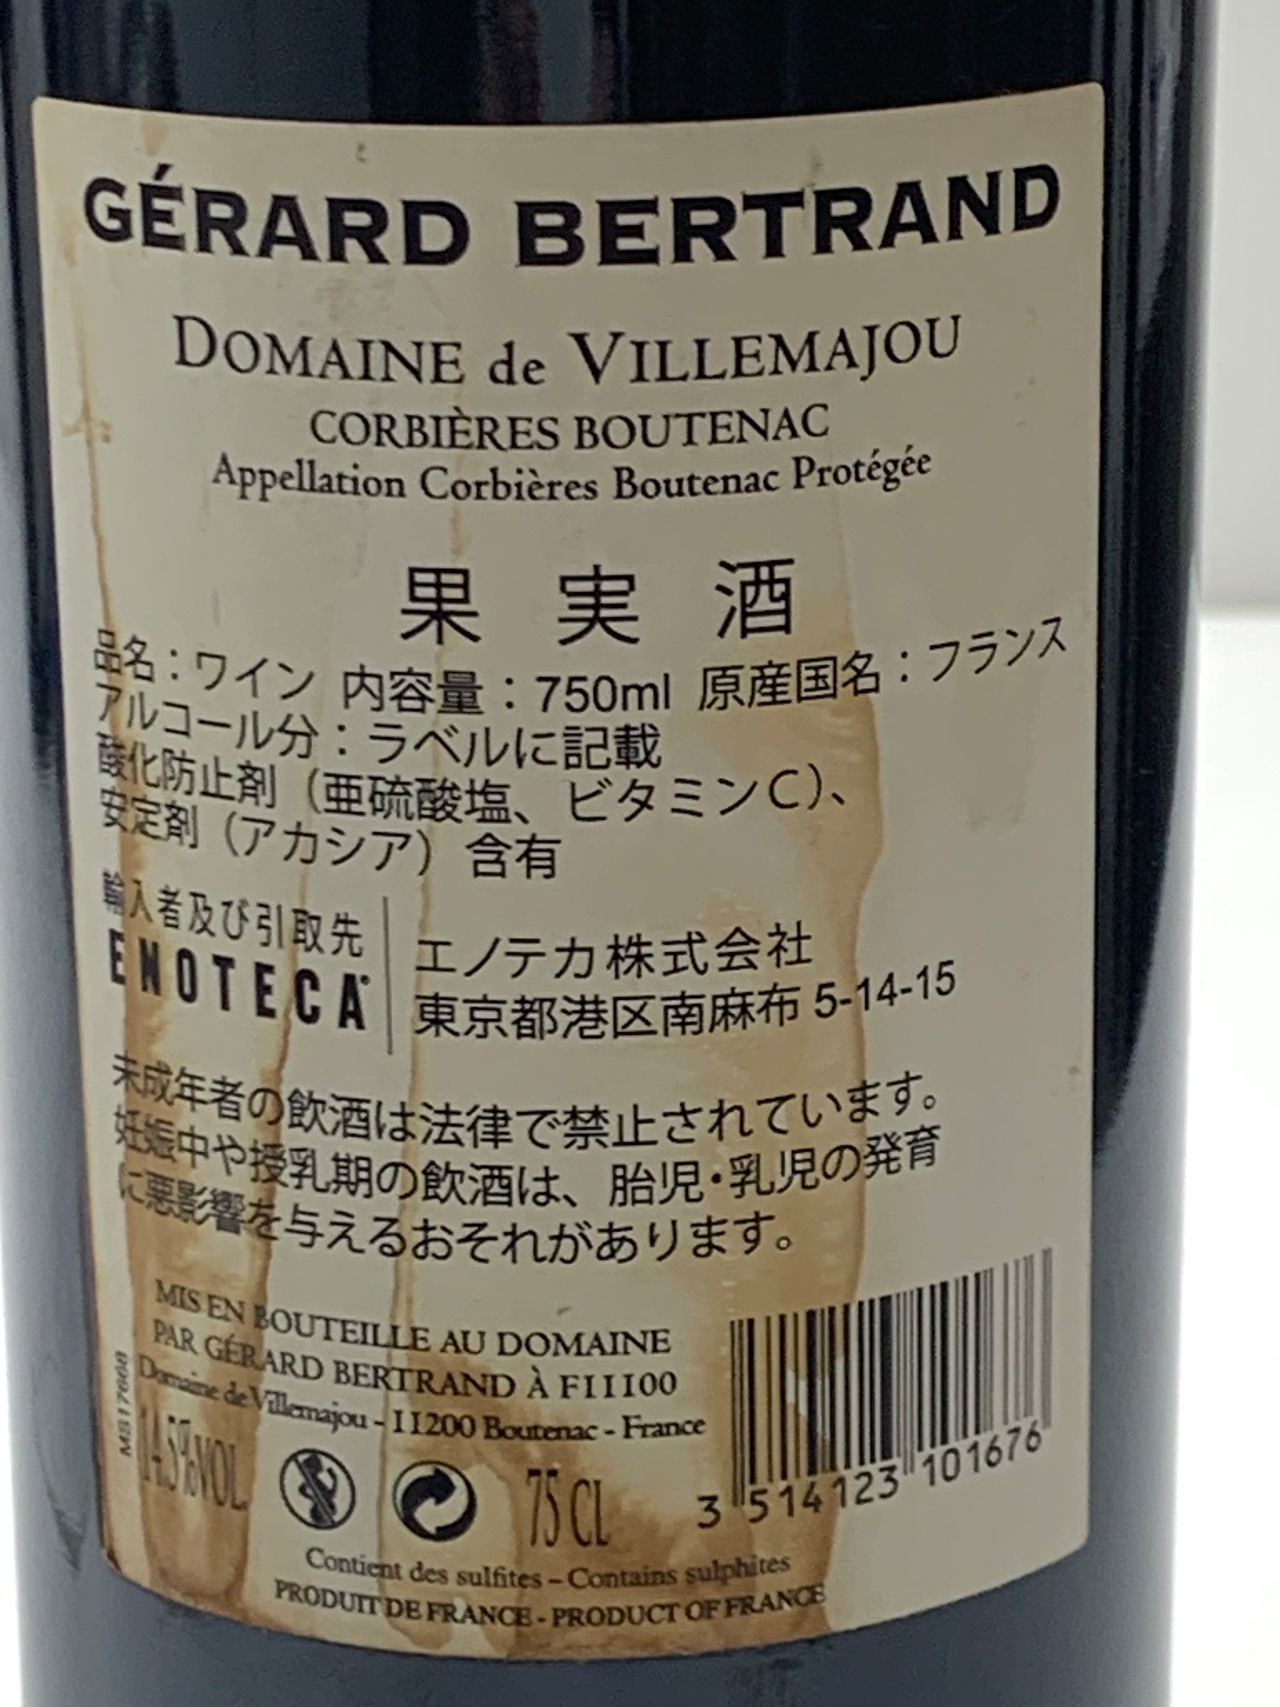 GÉRARD BERTRAND
DOMAINE de VILLEMAJOU
CORBIÈRES BOUTENAC
Appellation Corbières Boutenac Protégée
果実酒
品名：ワイン 内容量：750ml 原産国名：フランス
アルコール分：ラベルに記載
酸化防止剤（亜硫酸塩、ビタミンC）、
安定剤（アカシア）含有
輸入者及び引取先
ENOTECA
エノテカ株式会社
東京都港区南麻布 5-14-15
未成年者の飲酒は法律で禁止されています。
妊娠中や授乳期の飲酒は、胎児・乳児の発育
に悪影響を与えるおそれがあります。
MIS EN BOUTEILLE AU DOMAINE
PAR GÉRARD BERTRAND À F11100
Domaine de Villemajou - 11200 Boutenac - France
MS17668
14.5%VOL.
75 CL
3 514123 101676
Contient des sulfites – Contains sulphites
PRODUIT DE FRANCE - PRODUCT OF FRANCE